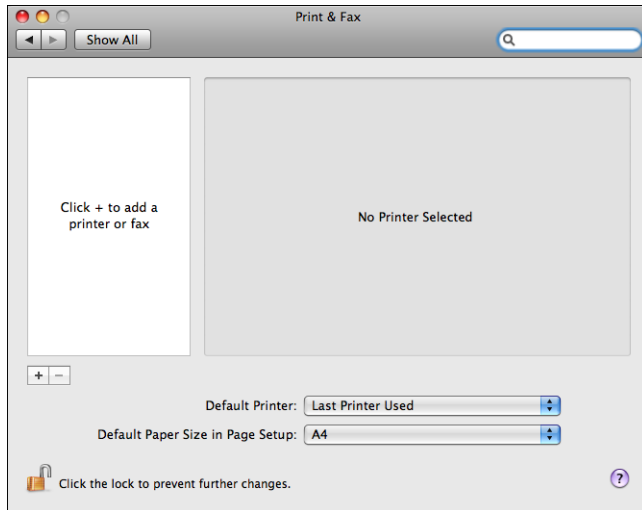 Print & Fax
Show All
Click + to add a
printer or fax
No Printer Selected
+ −
Default Printer: Last Printer Used
Default Paper Size in Page Setup: A4
Click the lock to prevent further changes.
?